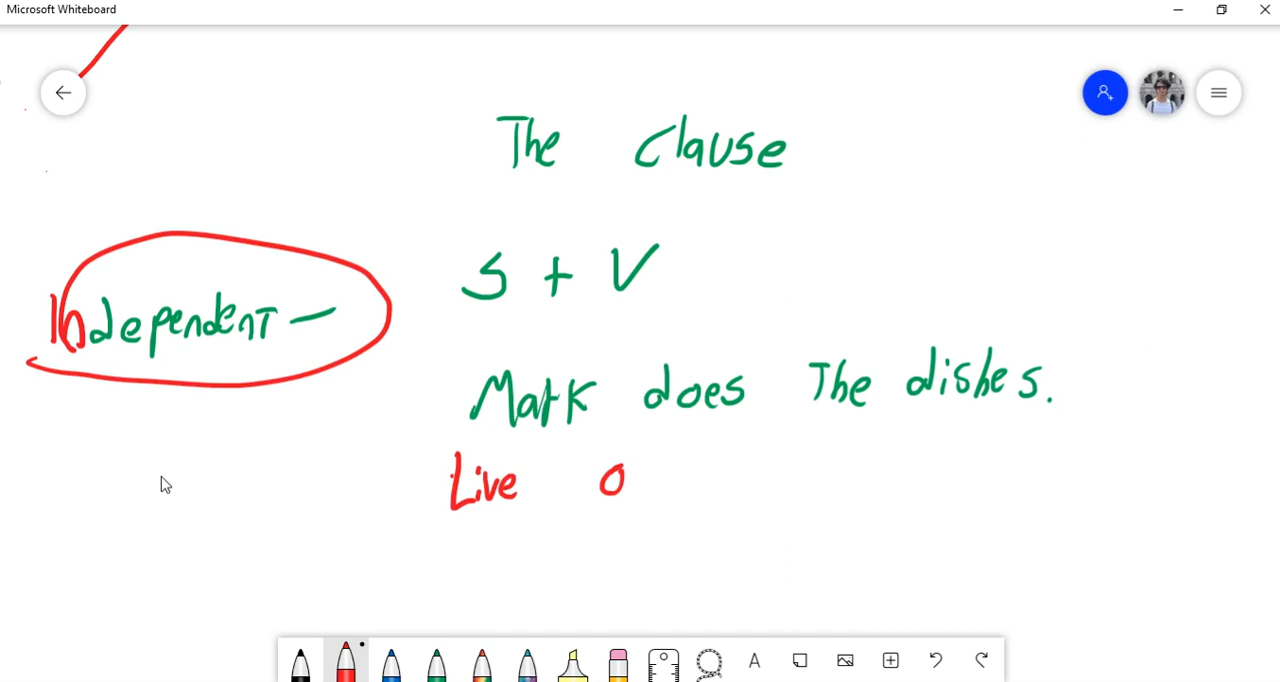 Microsoft Whiteboard
The Clause
S + V
Independent –
Mark does The dishes.
Live O
A